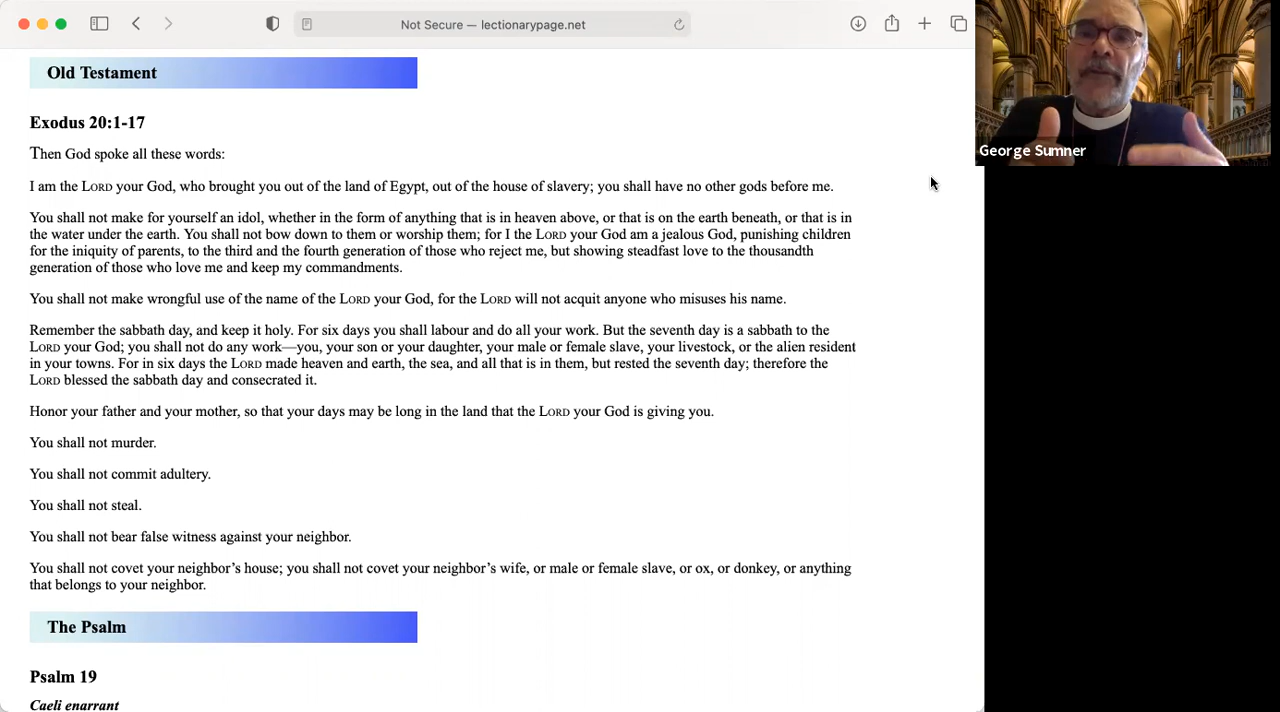 Not Secure — lectionarypage.net
Old Testament
Exodus 20:1-17
Then God spoke all these words:
I am the LORD your God, who brought you out of the land of Egypt, out of the house of slavery; you shall have no other gods before me.
You shall not make for yourself an idol, whether in the form of anything that is in heaven above, or that is on the earth beneath, or that is in
the water under the earth. You shall not bow down to them or worship them; for I the LORD your God am a jealous God, punishing children
for the iniquity of parents, to the third and the fourth generation of those who reject me, but showing steadfast love to the thousandth
generation of those who love me and keep my commandments.
You shall not make wrongful use of the name of the LORD your God, for the LORD will not acquit anyone who misuses his name.
Remember the sabbath day, and keep it holy. For six days you shall labour and do all your work. But the seventh day is a sabbath to the
LORD your God; you shall not do any work—you, your son or your daughter, your male or female slave, your livestock, or the alien resident
in your towns. For in six days the LORD made heaven and earth, the sea, and all that is in them, but rested the seventh day; therefore the
LORD blessed the sabbath day and consecrated it.
Honor your father and your mother, so that your days may be long in the land that the LORD your God is giving you.
You shall not murder.
You shall not commit adultery.
You shall not steal.
You shall not bear false witness against your neighbor.
You shall not covet your neighbor’s house; you shall not covet your neighbor’s wife, or male or female slave, or ox, or donkey, or anything
that belongs to your neighbor.
The Psalm
Psalm 19
Caeli enarrant
George Sumner